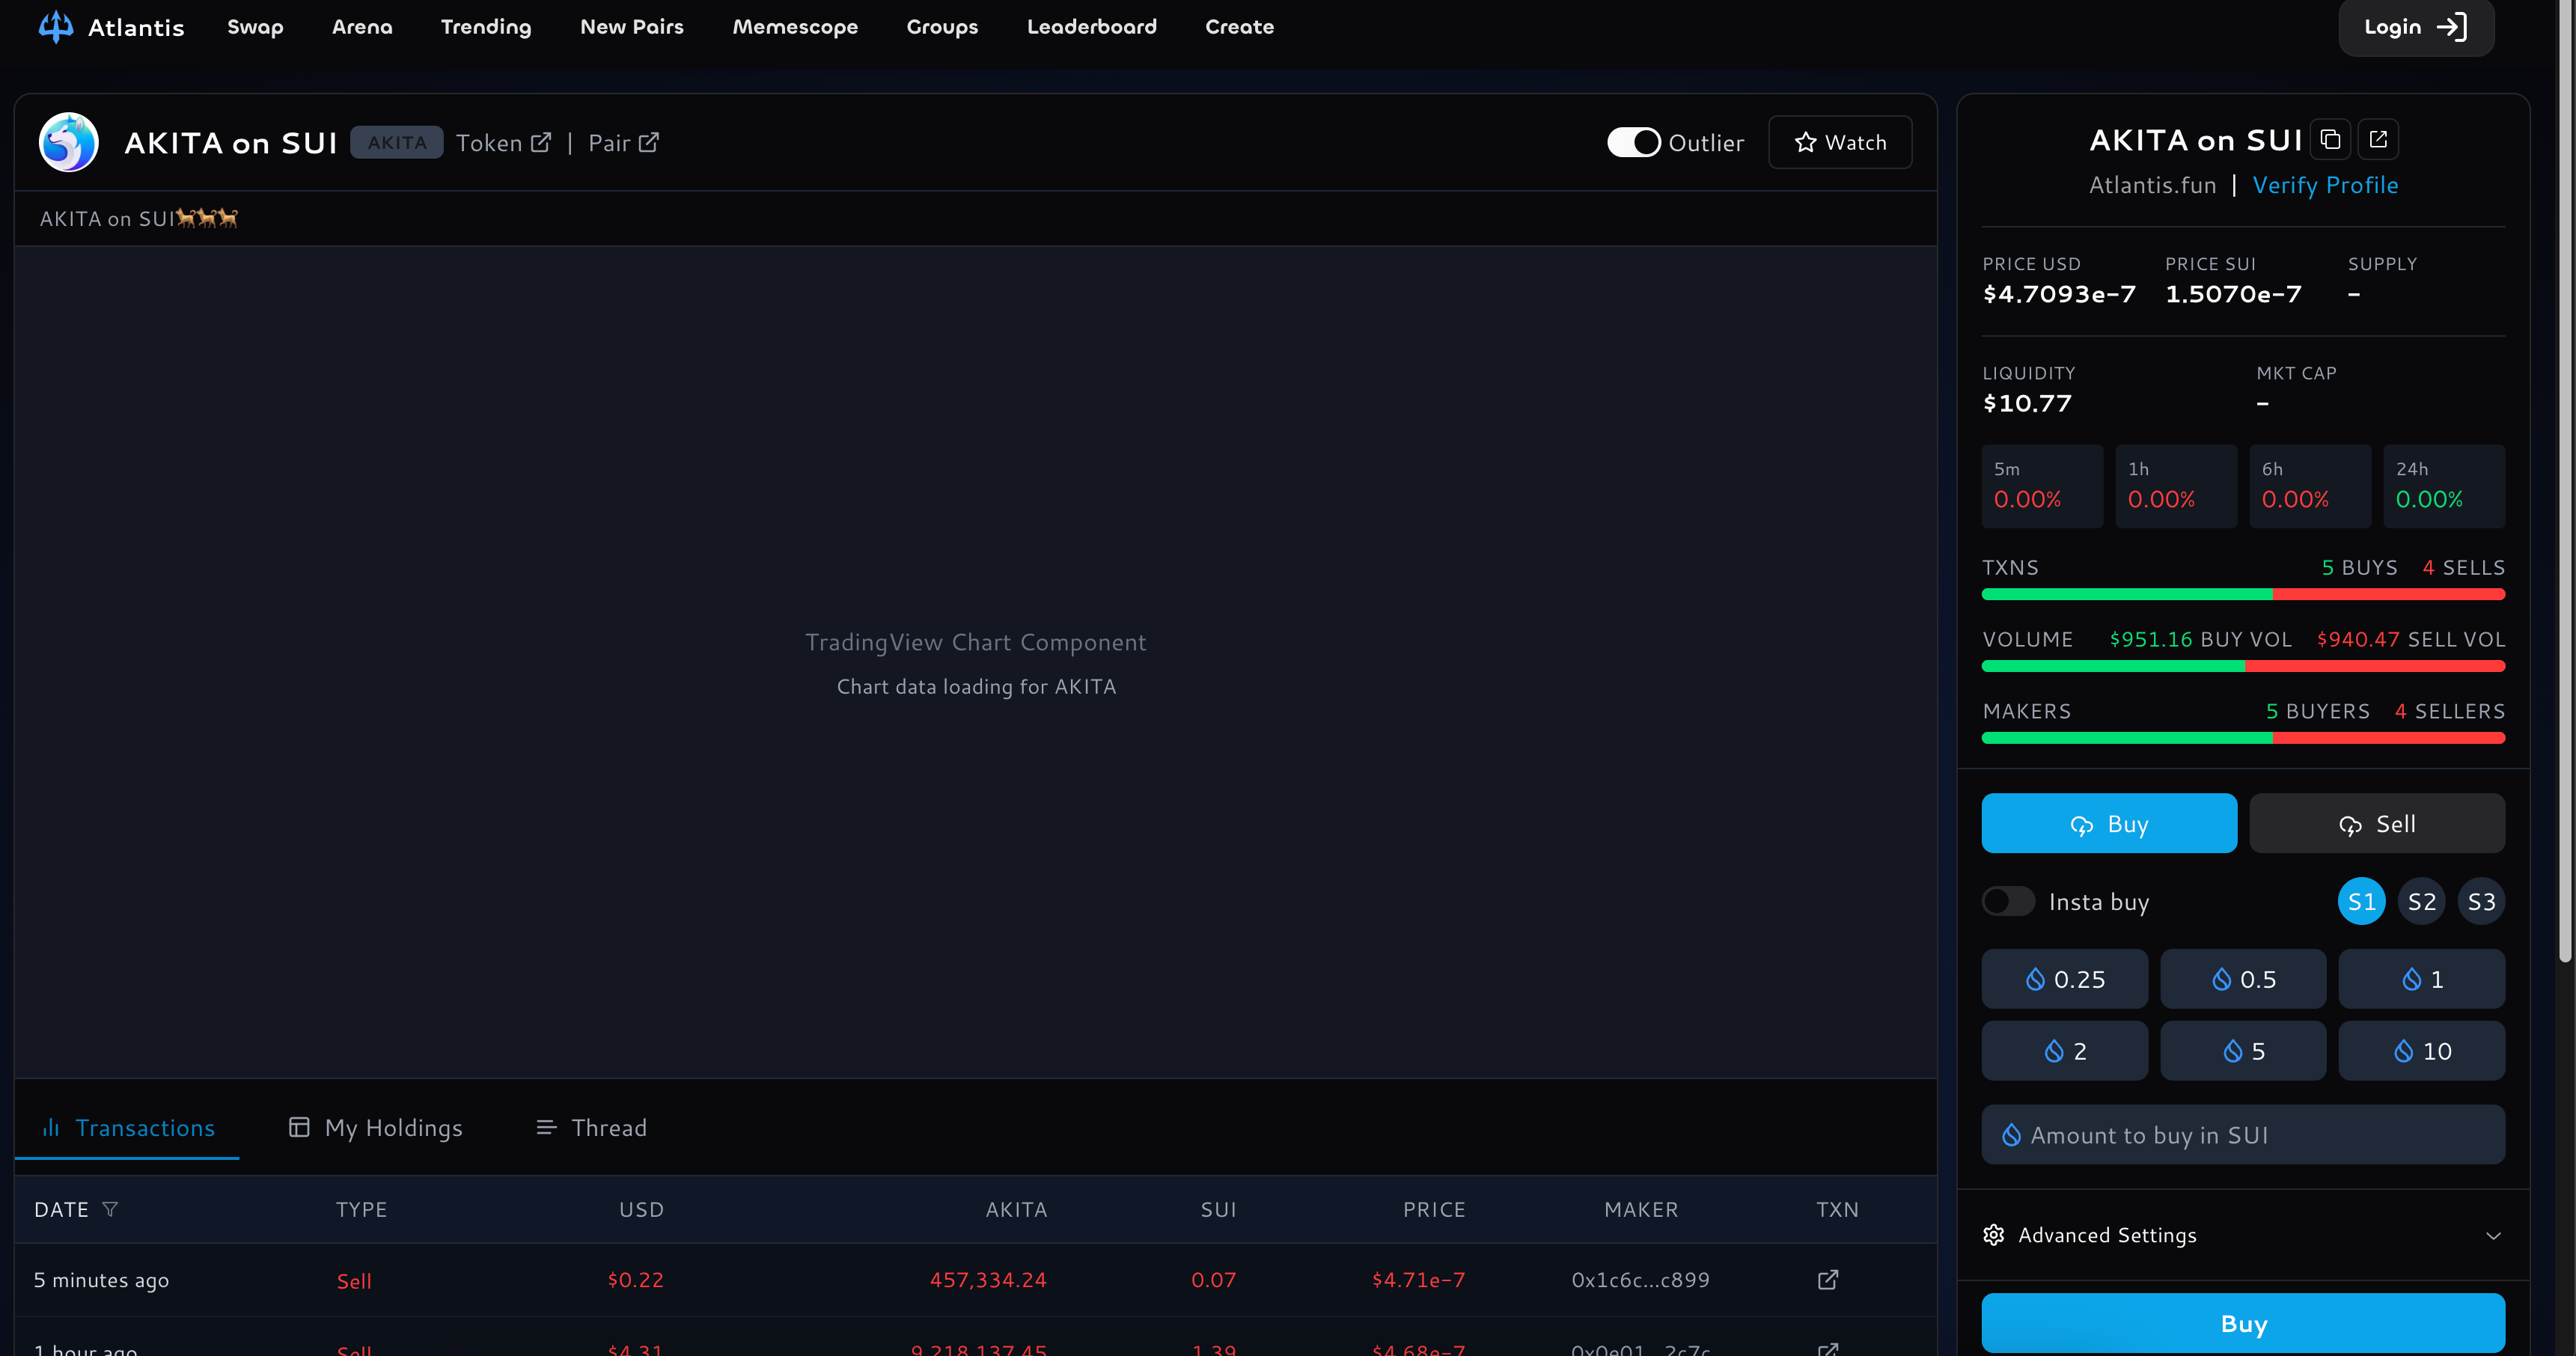 Atlantis Swap Arena Trending New Pairs Memescope Groups Leaderboard Create Login
AKITA on SUI AKITA Token | Pair Outlier Watch
AKITA on SUI🐕🐕🐕
TradingView Chart Component
Chart data loading for AKITA
Transactions My Holdings Thread
DATE TYPE USD AKITA SUI PRICE MAKER TXN
5 minutes ago Sell $0.22 457,334.24 0.07 $4.71e-7 0x1c6c...c899
1 hour ago Sell $4.31 9,218,137.45 1.39 $4.68e-7 0x0e01...2c7c
AKITA on SUI
Atlantis.fun | Verify Profile
PRICE USD PRICE SUI SUPPLY
$4.7093e-7 1.5070e-7 -
LIQUIDITY MKT CAP
$10.77 -
5m 1h 6h 24h
0.00% 0.00% 0.00% 0.00%
TXNS 5 BUYS 4 SELLS
VOLUME $951.16 BUY VOL $940.47 SELL VOL
MAKERS 5 BUYERS 4 SELLERS
Buy Sell
Insta buy S1 S2 S3
0.25 0.5 1
2 5 10
Amount to buy in SUI
Advanced Settings
Buy